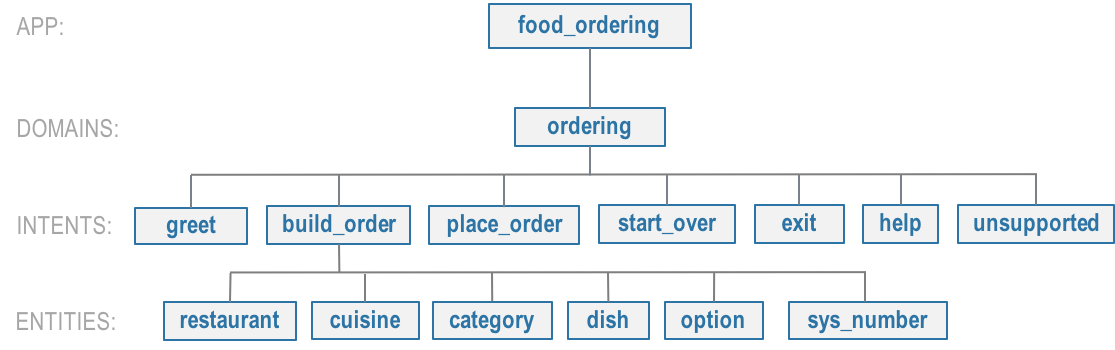 APP: food_ordering
DOMAINS: ordering
INTENTS: greet build_order place_order start_over exit help unsupported
ENTITIES: restaurant cuisine category dish option sys_number